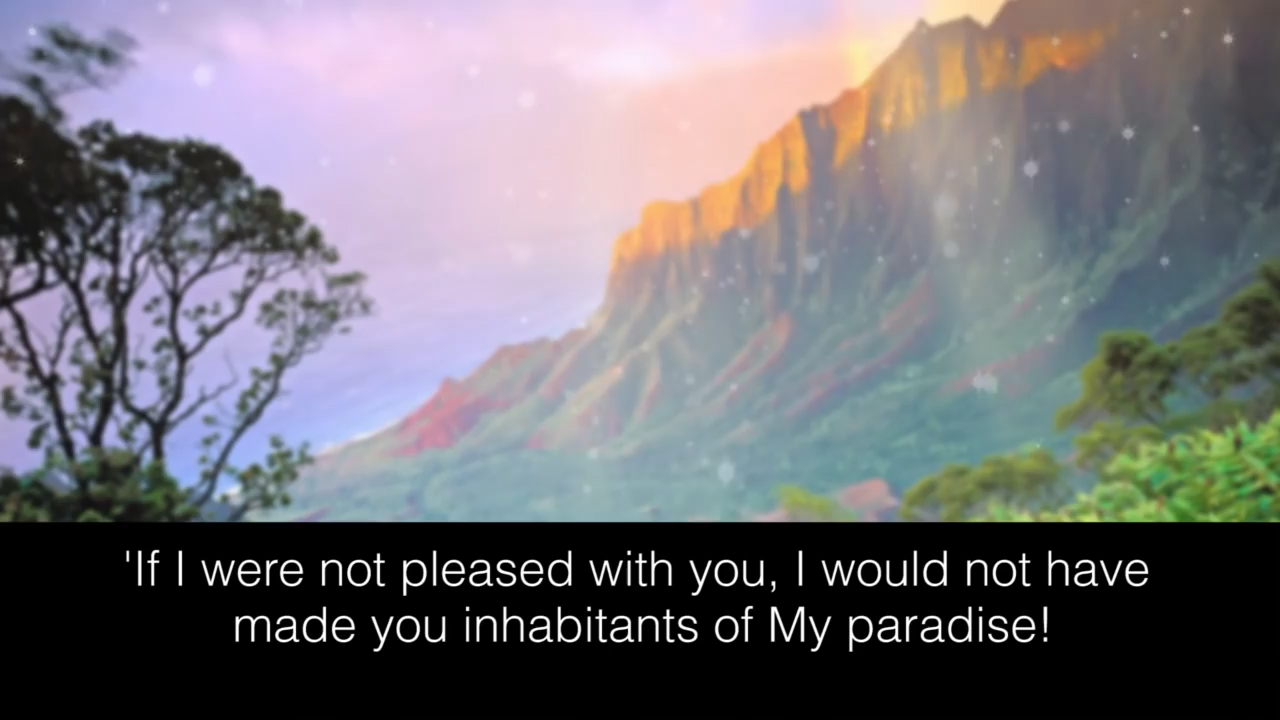 'If I were not pleased with you, I would not have
made you inhabitants of My paradise!